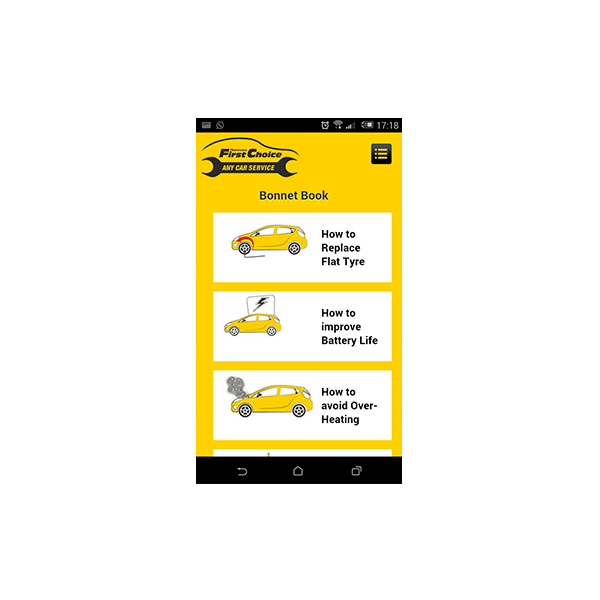 17:18
Mahindra
First Choice
ANY CAR SERVICE
Bonnet Book
How to
Replace
Flat Tyre
How to
improve
Battery Life
How to
avoid Over-
Heating